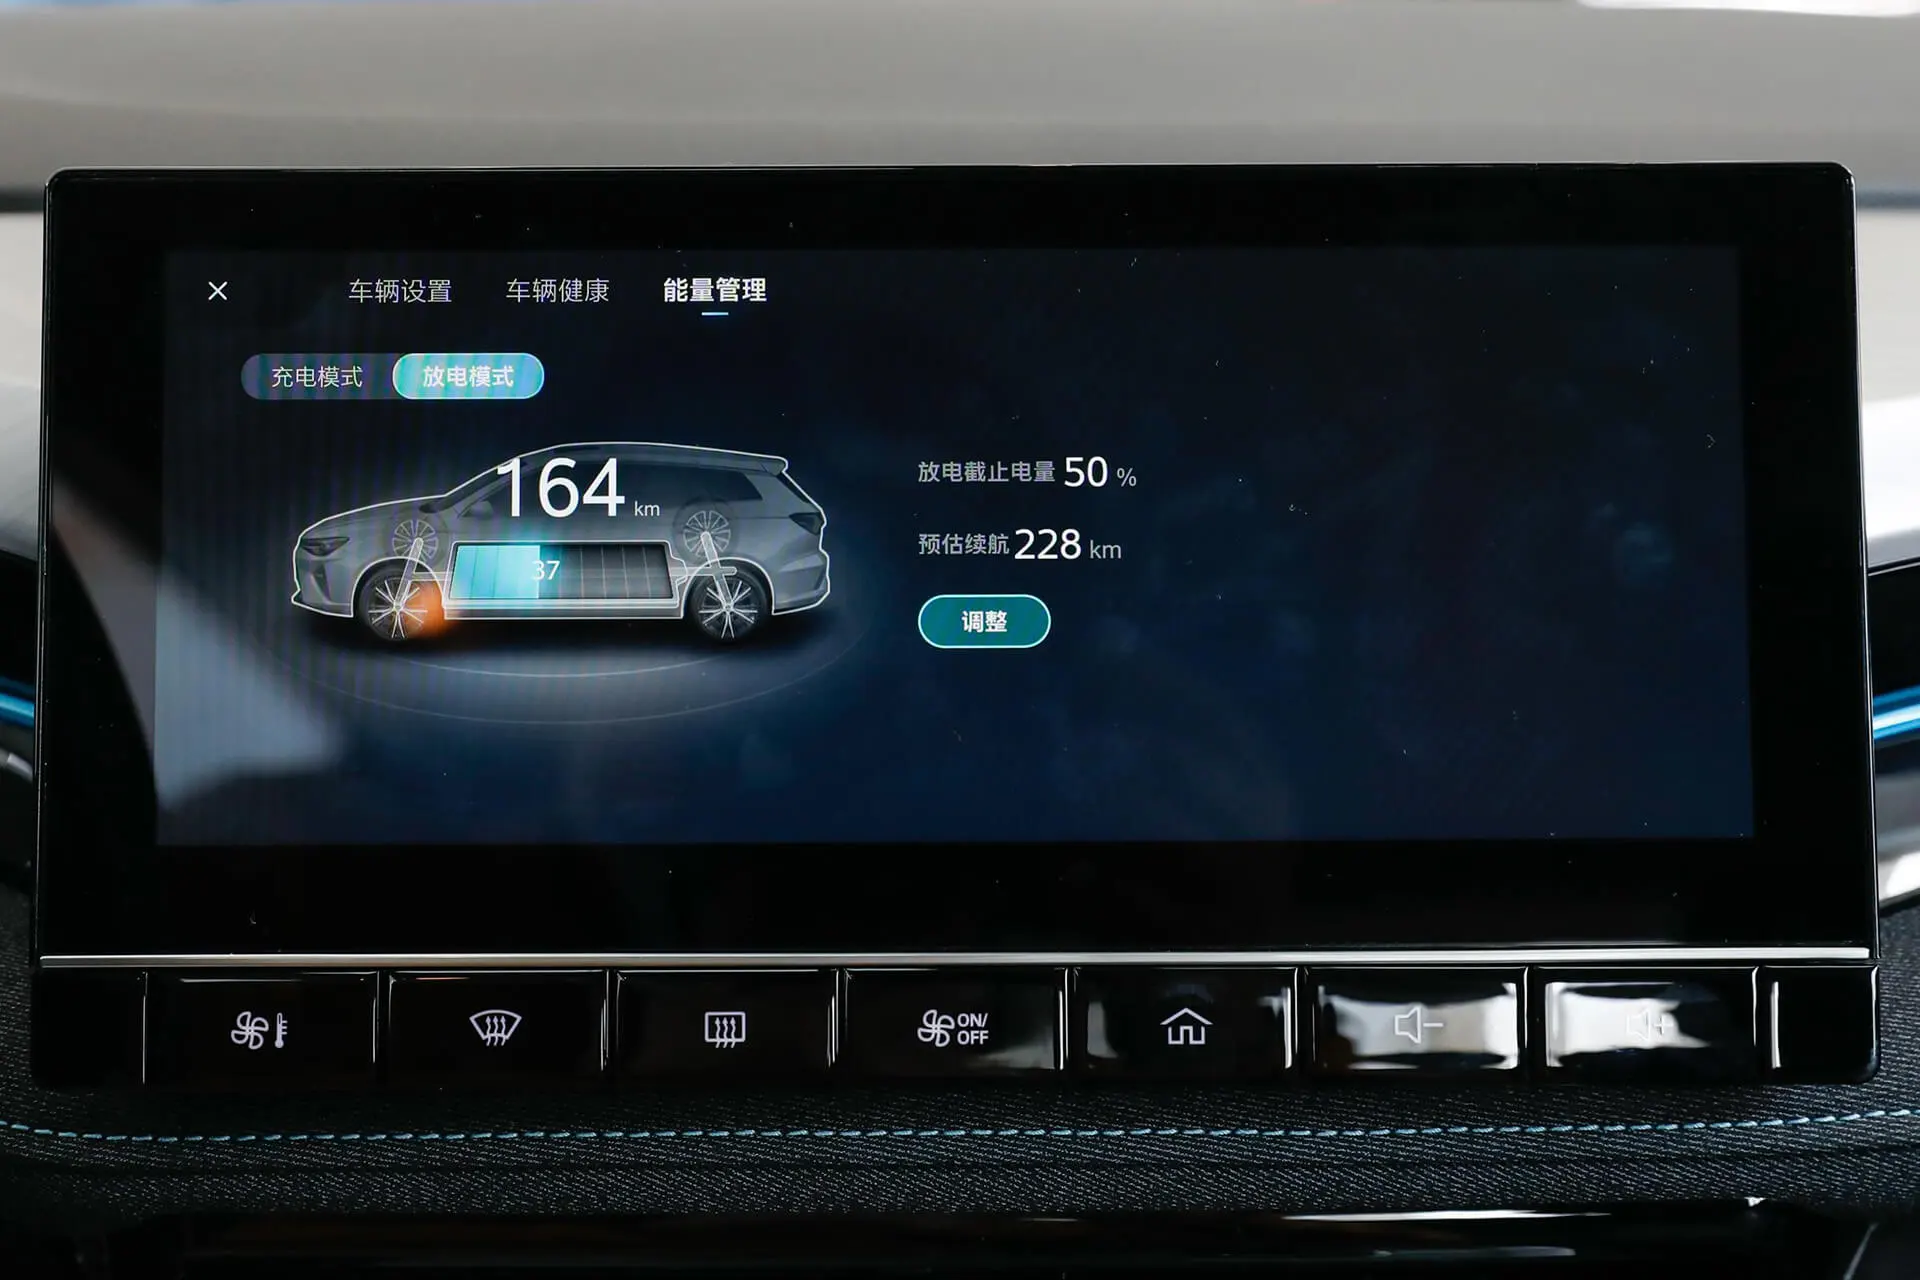 车辆设置 车辆健康 能量管理
充电模式 放电模式
164 km
37
放电截止电量 50 %
预估续航 228 km
调整
ON/
OFF